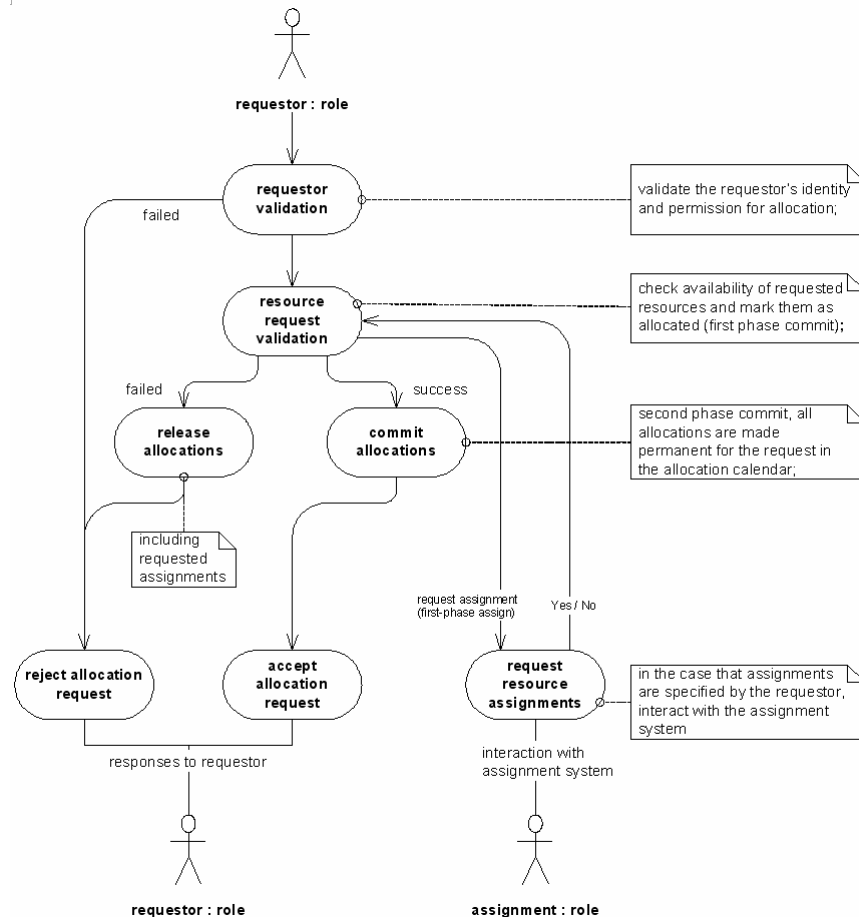 requestor : role
requestor
validation
validate the requestor's identity
and permission for allocation;
failed
resource
request
validation
check availability of requested
resources and mark them as
allocated (first phase commit);
failed
success
release
allocations
commit
allocations
second phase commit, all
allocations are made
permanent for the request in
the allocation calendar;
including
requested
assignments
request assignment
(first-phase assign)
Yes / No
reject allocation
request
accept
allocation
request
request
resource
assignments
in the case that assignments
are specified by the requestor,
interact with the assignment
system
responses to requestor
interaction with
assignment system
requestor : role
assignment : role